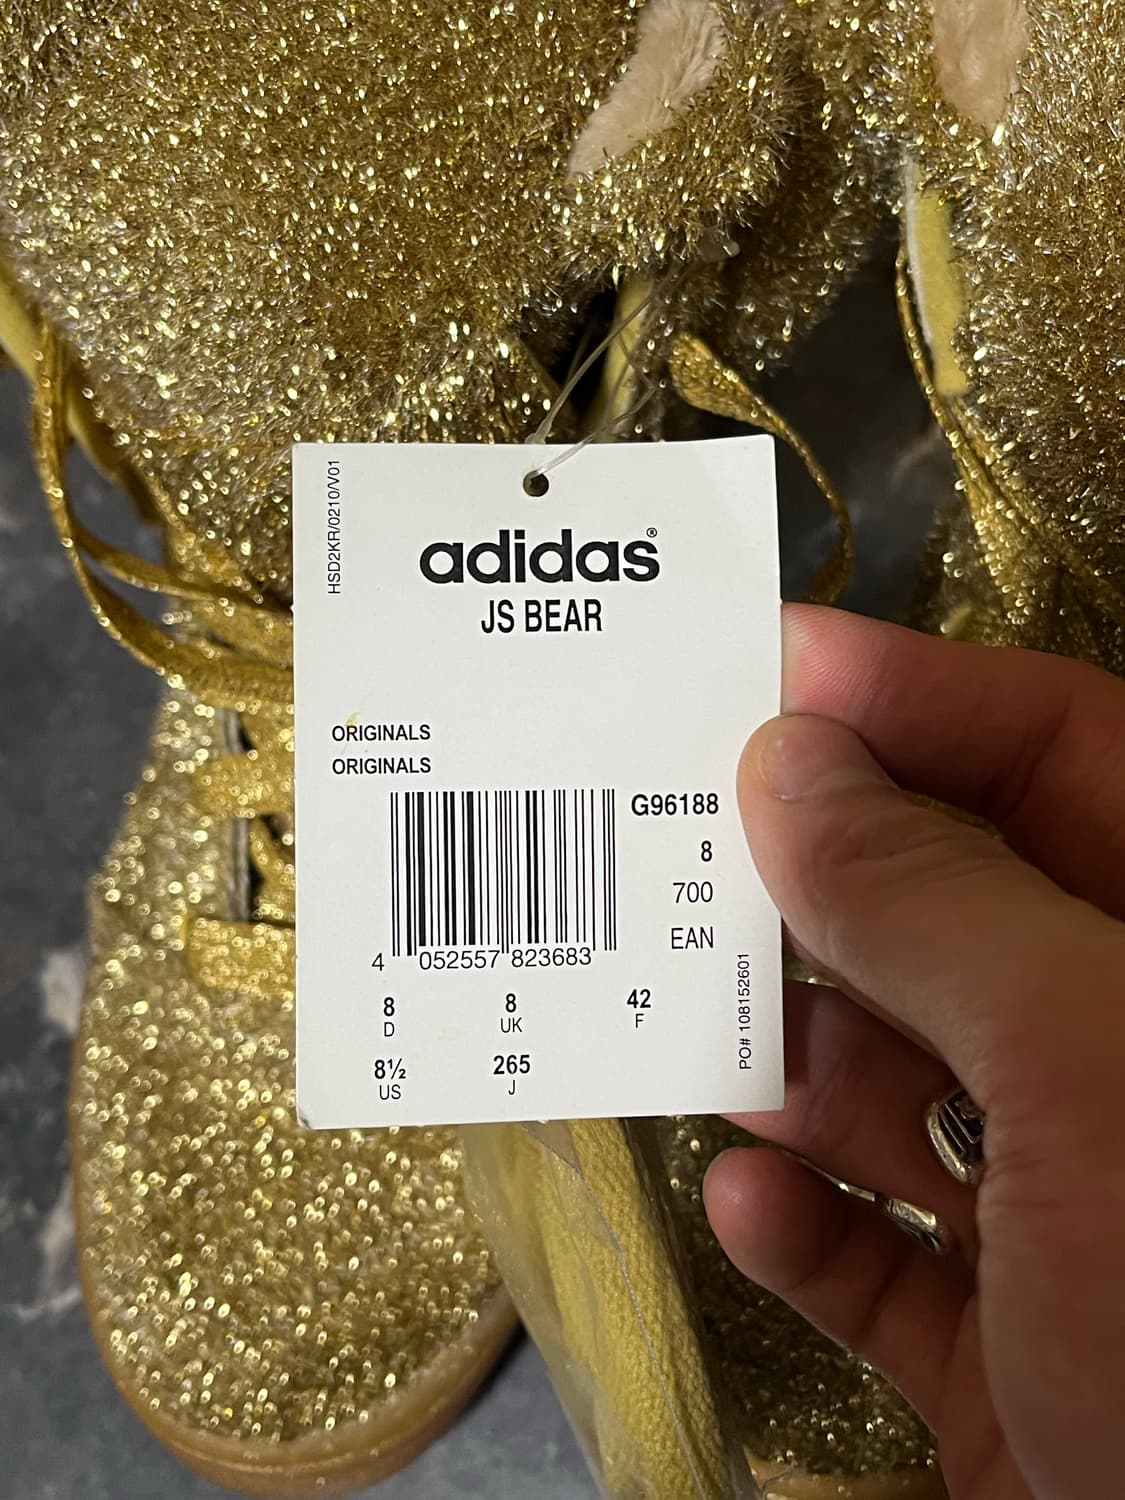 HSD2KR/0210/V01
adidas®
JS BEAR
ORIGINALS
ORIGINALS
G96188
8
700
EAN
4 052557 823683
8 8 42
D UK F
8½ 265
US J
PO# 108152601